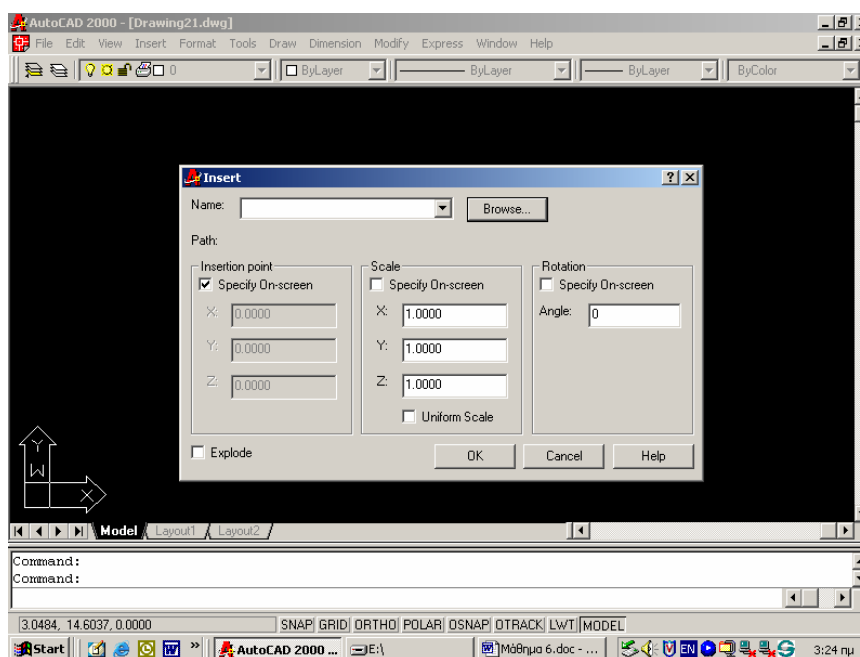 AutoCAD 2000 - [Drawing21.dwg]
File Edit View Insert Format Tools Draw Dimension Modify Express Window Help
0 ByLayer ByLayer ByLayer ByColor
Insert
Name: Browse...
Path:
Insertion point Scale Rotation
Specify On-screen Specify On-screen Specify On-screen
X: 0.0000 X: 1.0000 Angle: 0
Y: 0.0000 Y: 1.0000
Z: 0.0000 Z: 1.0000
Uniform Scale
Explode OK Cancel Help
Y
W
X
Model Layout1 Layout2
Command:
Command:
3.0484, 14.6037, 0.0000 SNAP GRID ORTHO POLAR OSNAP OTRACK LWT MODEL
Start » AutoCAD 2000 ... E:\ Μάθημα 6.doc - ... EN 3:24 πμ